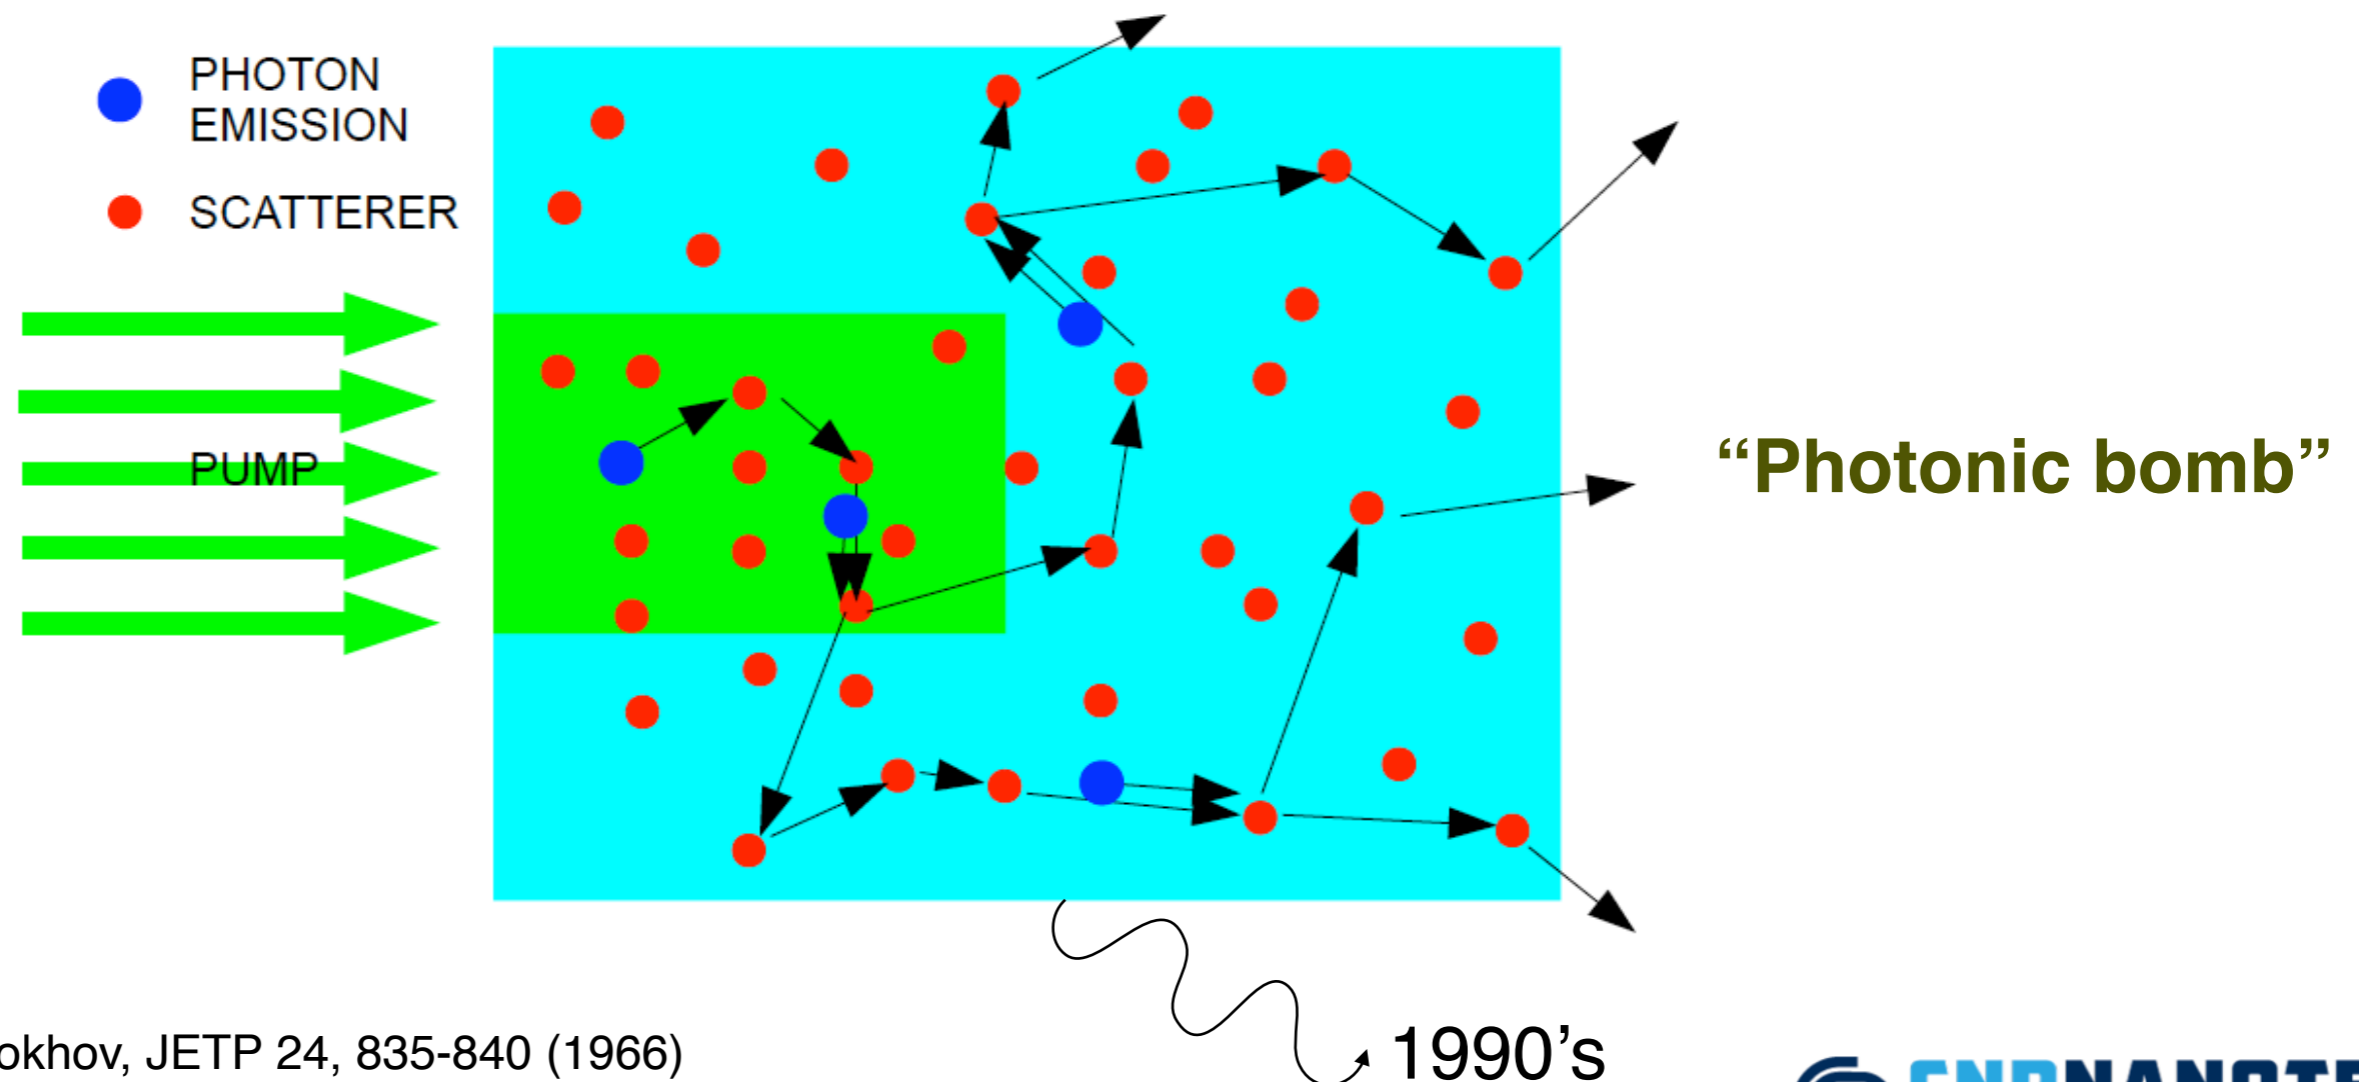 PHOTON
EMISSION
SCATTERER
PUMP
“Photonic bomb”
okhov, JETP 24, 835-840 (1966)
1990’s